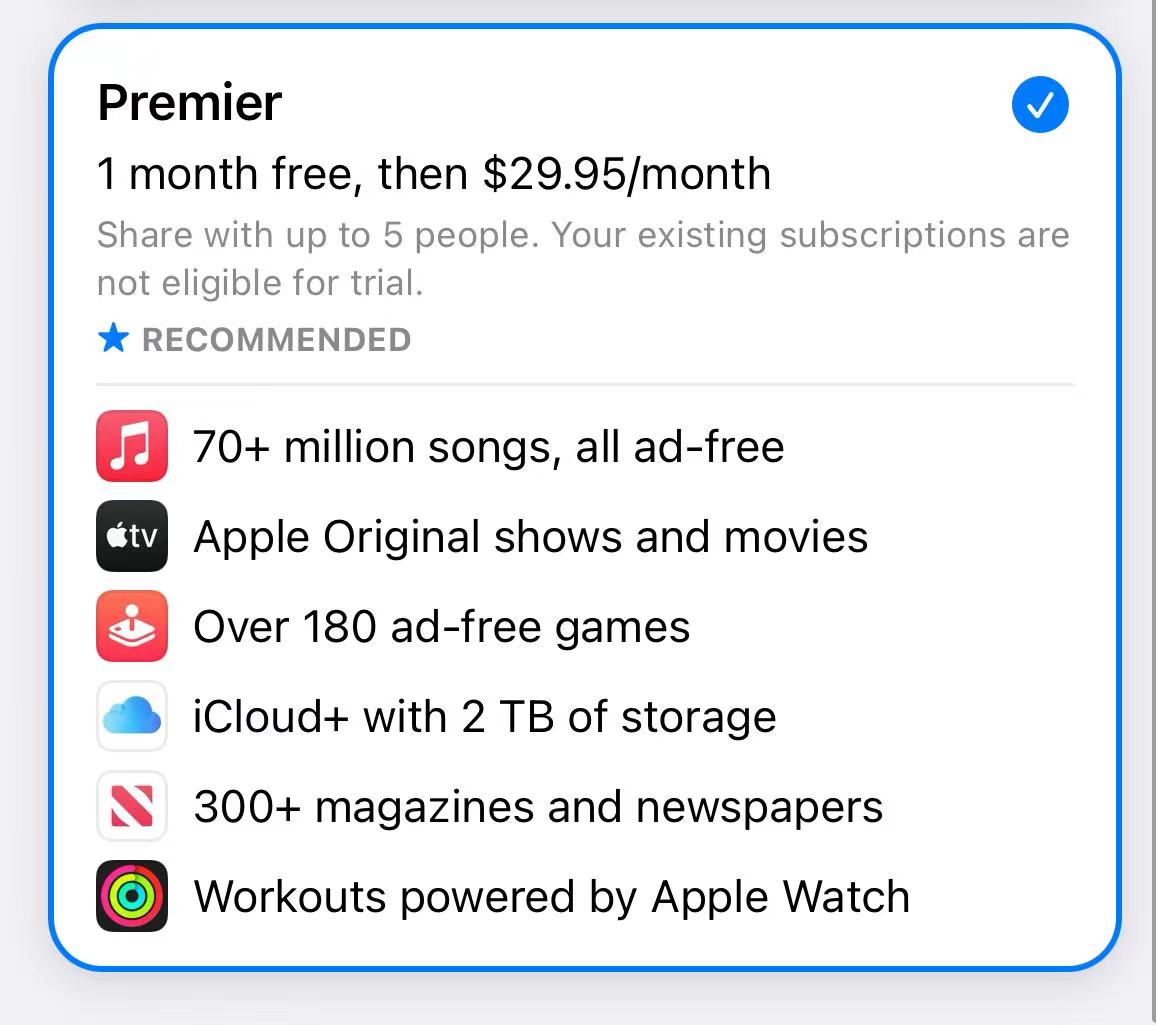 Premier
1 month free, then $29.95/month
Share with up to 5 people. Your existing subscriptions are
not eligible for trial.
RECOMMENDED
70+ million songs, all ad-free
tv
Apple Original shows and movies
Over 180 ad-free games
iCloud+ with 2 TB of storage
300+ magazines and newspapers
Workouts powered by Apple Watch